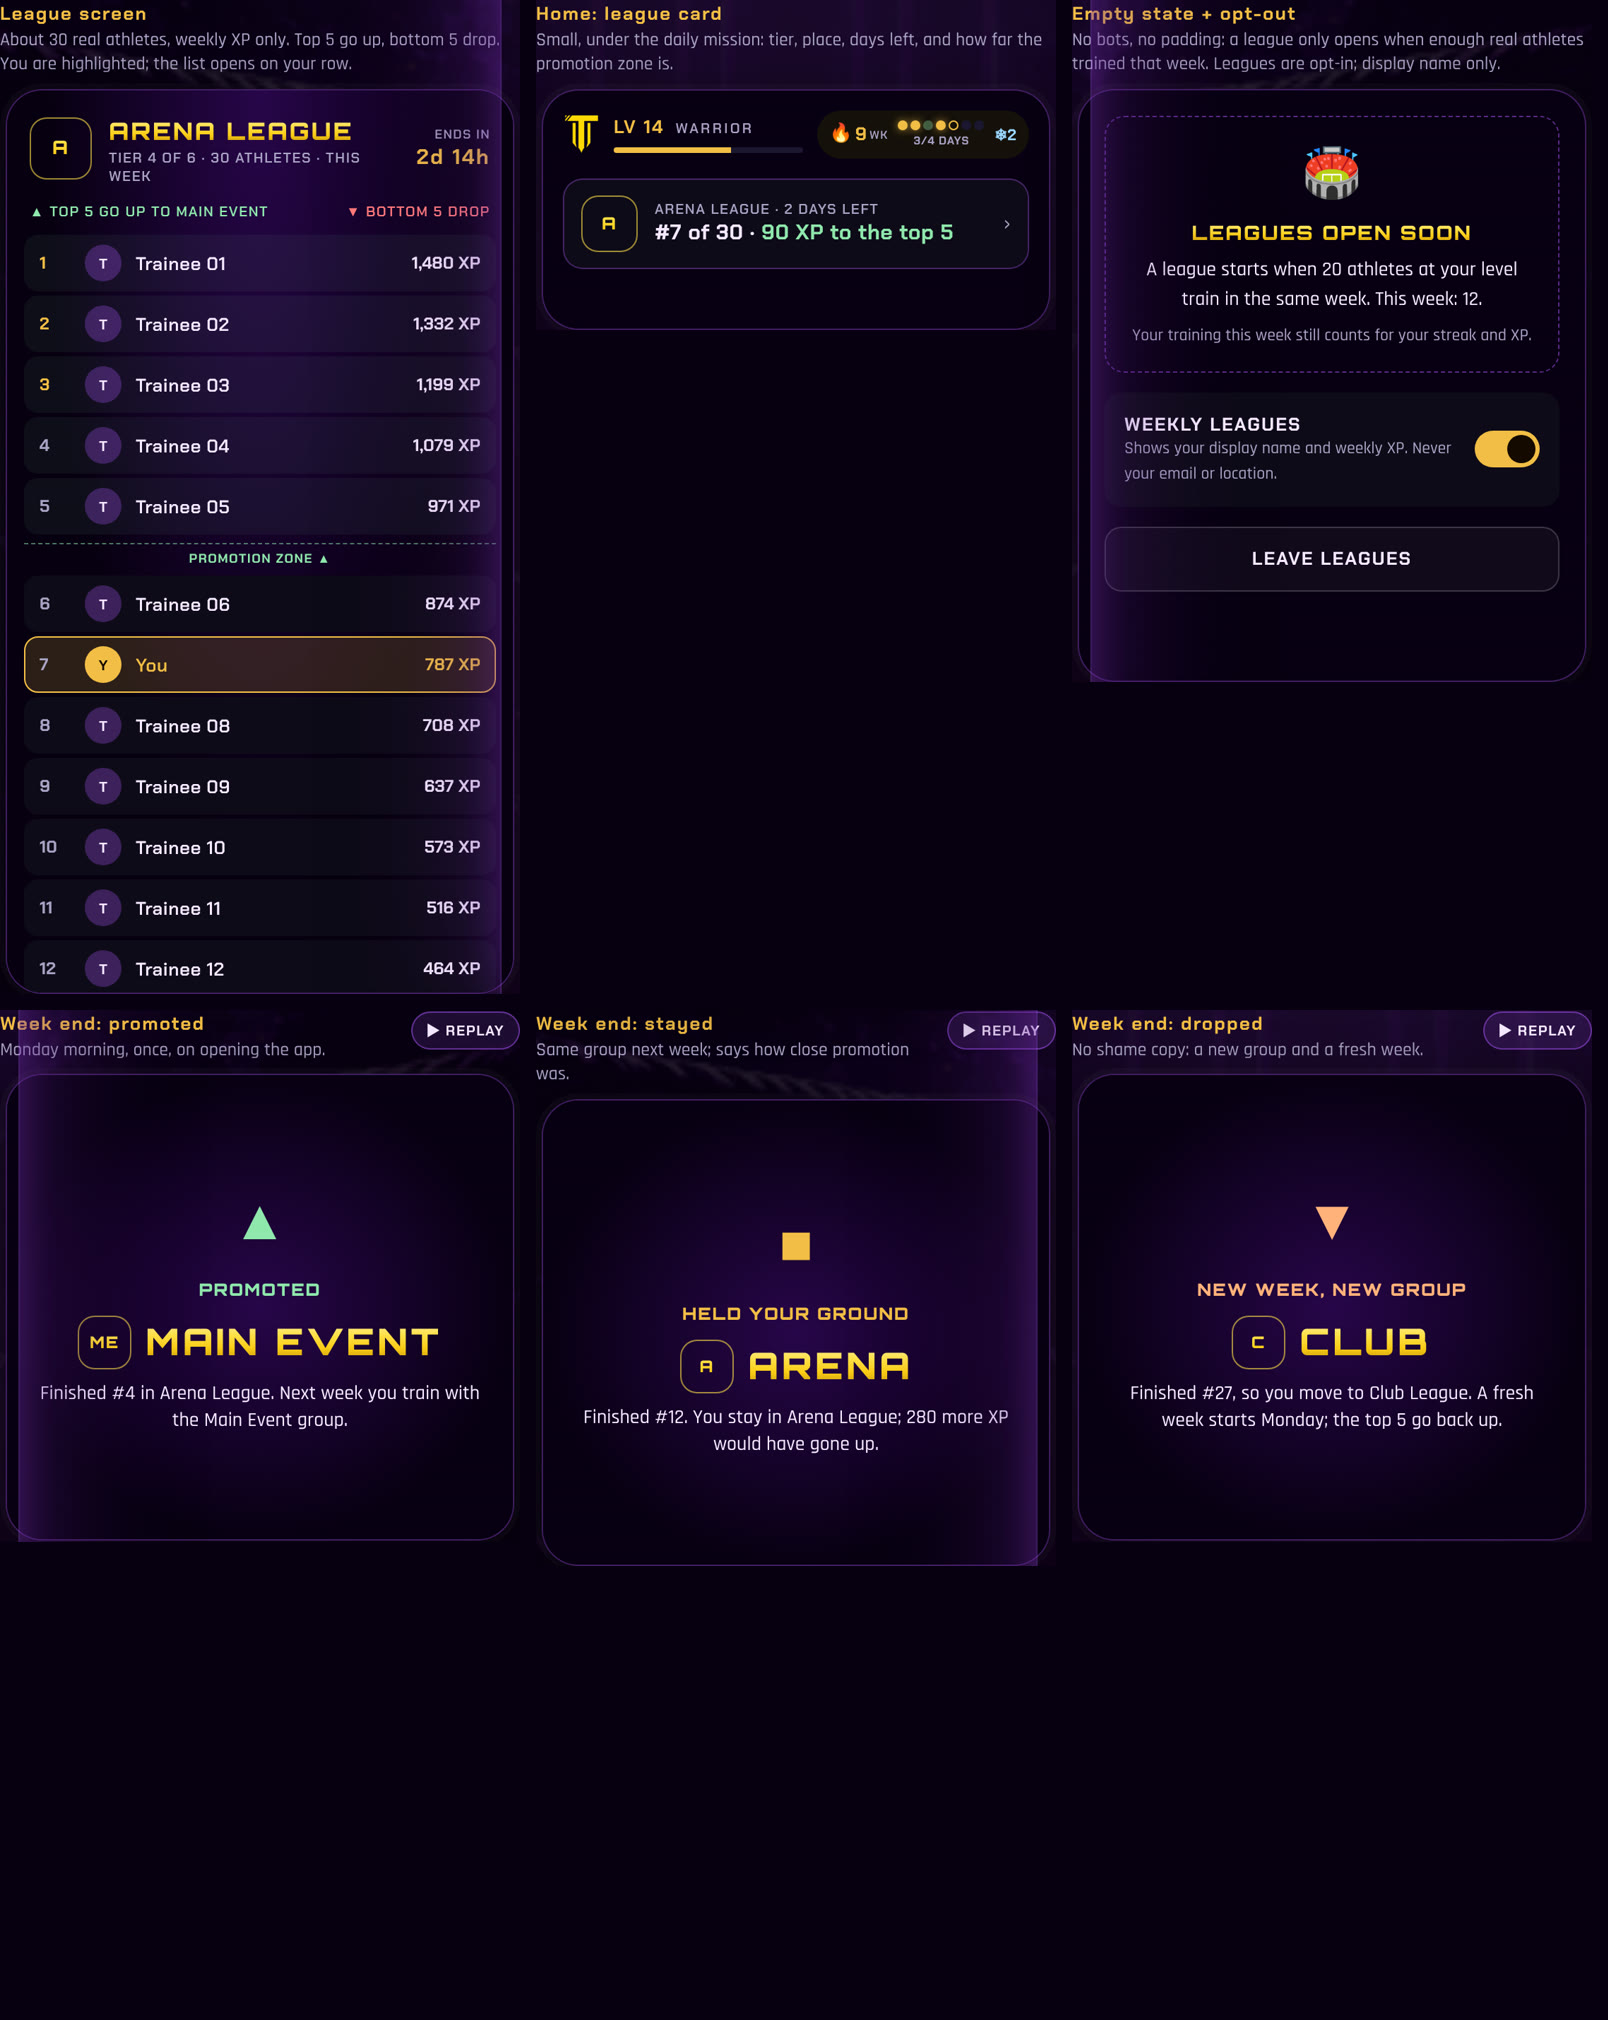 League screen
About 30 real athletes, weekly XP only. Top 5 go up, bottom 5 drop.
You are highlighted; the list opens on your row.
A
ARENA LEAGUE
TIER 4 OF 6 · 30 ATHLETES · THIS
WEEK
ENDS IN
2d 14h
▲ TOP 5 GO UP TO MAIN EVENT
▼ BOTTOM 5 DROP
1 T Trainee 01 1,480 XP
2 T Trainee 02 1,332 XP
3 T Trainee 03 1,199 XP
4 T Trainee 04 1,079 XP
5 T Trainee 05 971 XP
PROMOTION ZONE ▲
6 T Trainee 06 874 XP
7 Y You 787 XP
8 T Trainee 08 708 XP
9 T Trainee 09 637 XP
10 T Trainee 10 573 XP
11 T Trainee 11 516 XP
12 T Trainee 12 464 XP
Home: league card
Small, under the daily mission: tier, place, days left, and how far the
promotion zone is.
LV 14 WARRIOR
🔥 9 WK
3/4 DAYS
❄2
A
ARENA LEAGUE · 2 DAYS LEFT
#7 of 30 · 90 XP to the top 5
›
Empty state + opt-out
No bots, no padding: a league only opens when enough real athletes
trained that week. Leagues are opt-in; display name only.
LEAGUES OPEN SOON
A league starts when 20 athletes at your level
train in the same week. This week: 12.
Your training this week still counts for your streak and XP.
WEEKLY LEAGUES
Shows your display name and weekly XP. Never
your email or location.
LEAVE LEAGUES
Week end: promoted
▶ REPLAY
Monday morning, once, on opening the app.
▲
PROMOTED
ME MAIN EVENT
Finished #4 in Arena League. Next week you train with
the Main Event group.
Week end: stayed
▶ REPLAY
Same group next week; says how close promotion
was.
■
HELD YOUR GROUND
A ARENA
Finished #12. You stay in Arena League; 280 more XP
would have gone up.
Week end: dropped
▶ REPLAY
No shame copy: a new group and a fresh week.
▼
NEW WEEK, NEW GROUP
C CLUB
Finished #27, so you move to Club League. A fresh
week starts Monday; the top 5 go back up.